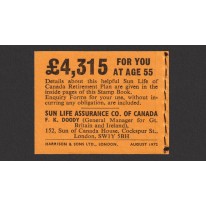 £4,315 FOR YOU
AT AGE 55
Details about this helpful Sun Life of
Canada Retirement Plan are given in the
inside pages of this Stamp Book.
Enquiry Forms for your use, without in-
curring any obligation, are included.
SUN LIFE ASSURANCE CO. OF CANADA
F. K. DOODY (General Manager for Gt.
Britain and Ireland),
152, Sun of Canada House, Cockspur St.,
London, SW1Y 5BH
HARRISON & SONS LTD., LONDON. AUGUST 1971